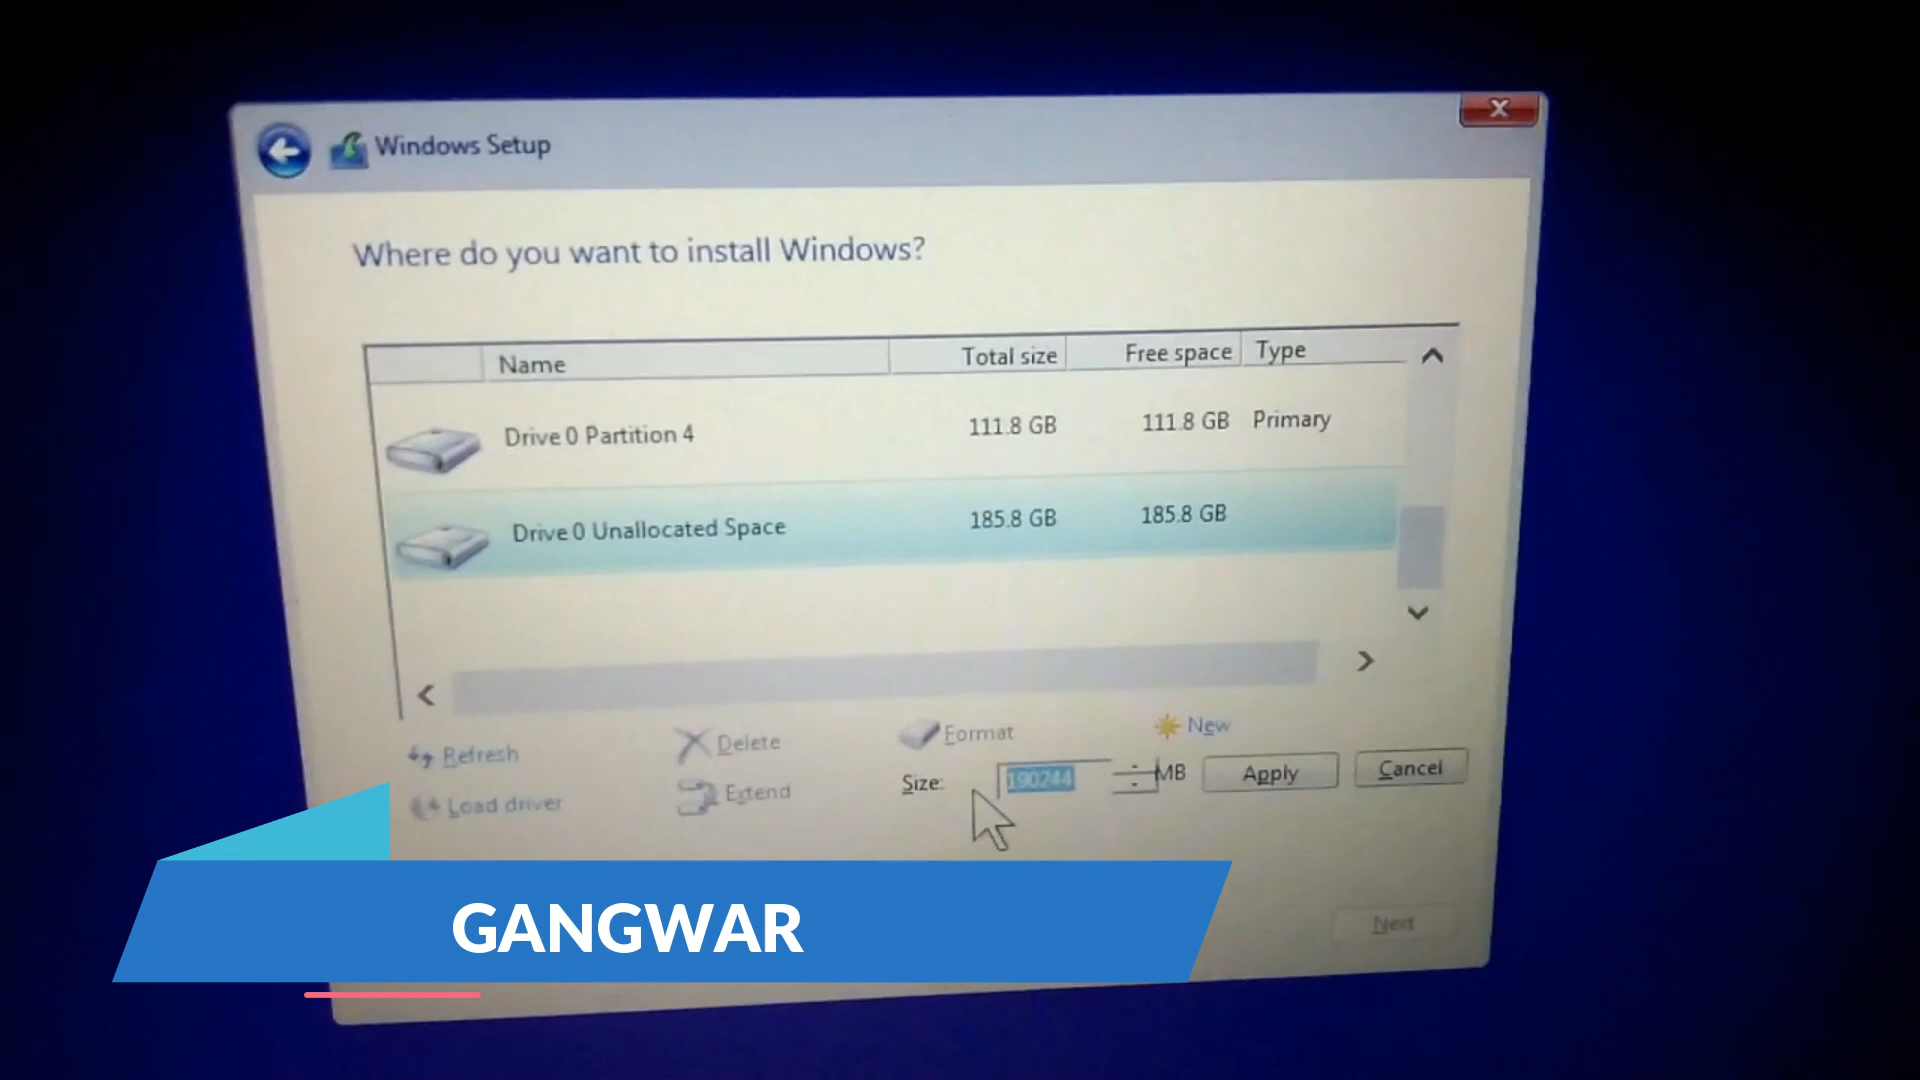 Windows Setup
Where do you want to install Windows?
Name Total size Free space Type
Drive 0 Partition 4 111.8 GB 111.8 GB Primary
Drive 0 Unallocated Space 185.8 GB 185.8 GB
Refresh Delete Format New
Load driver Extend Size: 190244 MB Apply Cancel
GANGWAR
Next